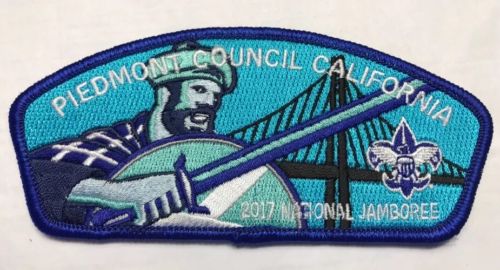 PIEDMONT COUNCIL CALIFORNIA
2017 NATIONAL JAMBOREE